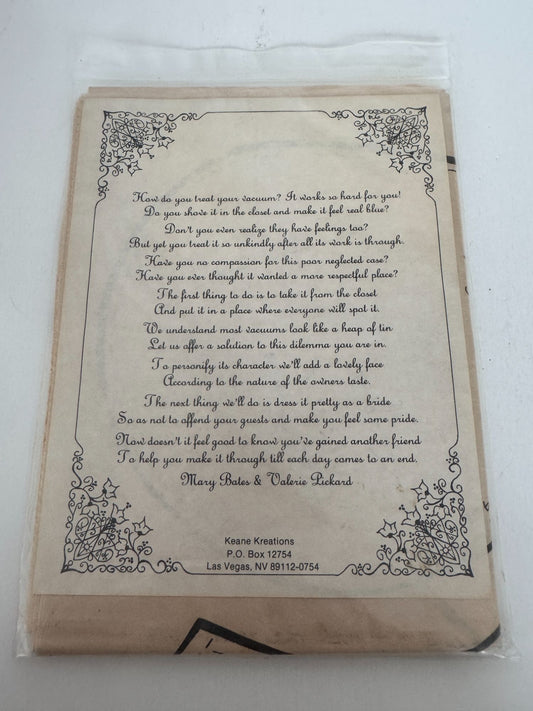 How do you treat your vacuum? It works so hard for you!
Do you shove it in the closet and make it feel real blue?
Don't you even realize they have feelings too?
But yet you treat it so unkindly after all its work is through.
Have you no compassion for this poor neglected case?
Have you ever thought it wanted a more respectful place?
The first thing to do is to take it from the closet
And put it in a place where everyone will spot it.
We understand most vacuums look like a heap of tin
Let us offer a solution to this dilemma you are in.
To personify its character we'll add a lovely face
According to the nature of the owners taste.
The next thing we'll do is dress it pretty as a bride
So as not to offend your guests and make you feel some pride.
Now doesn't it feel good to know you've gained another friend
To help you make it through till each day comes to an end.
Mary Bates & Valerie Pickard
Keane Kreations
P.O. Box 12754
Las Vegas, NV 89112-0754